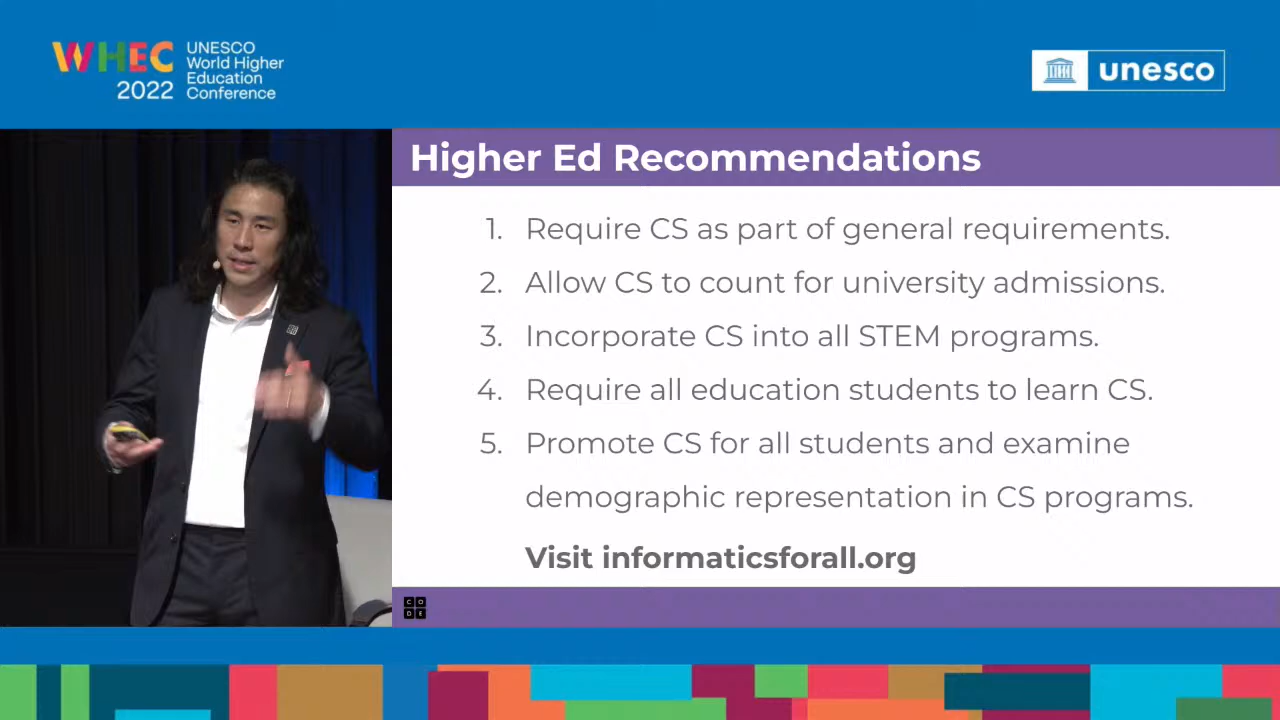 WHEC
2022
UNESCO
World Higher
Education
Conference
unesco
Higher Ed Recommendations
1. Require CS as part of general requirements.
2. Allow CS to count for university admissions.
3. Incorporate CS into all STEM programs.
4. Require all education students to learn CS.
5. Promote CS for all students and examine
demographic representation in CS programs.
Visit informaticsforall.org
C O
D E